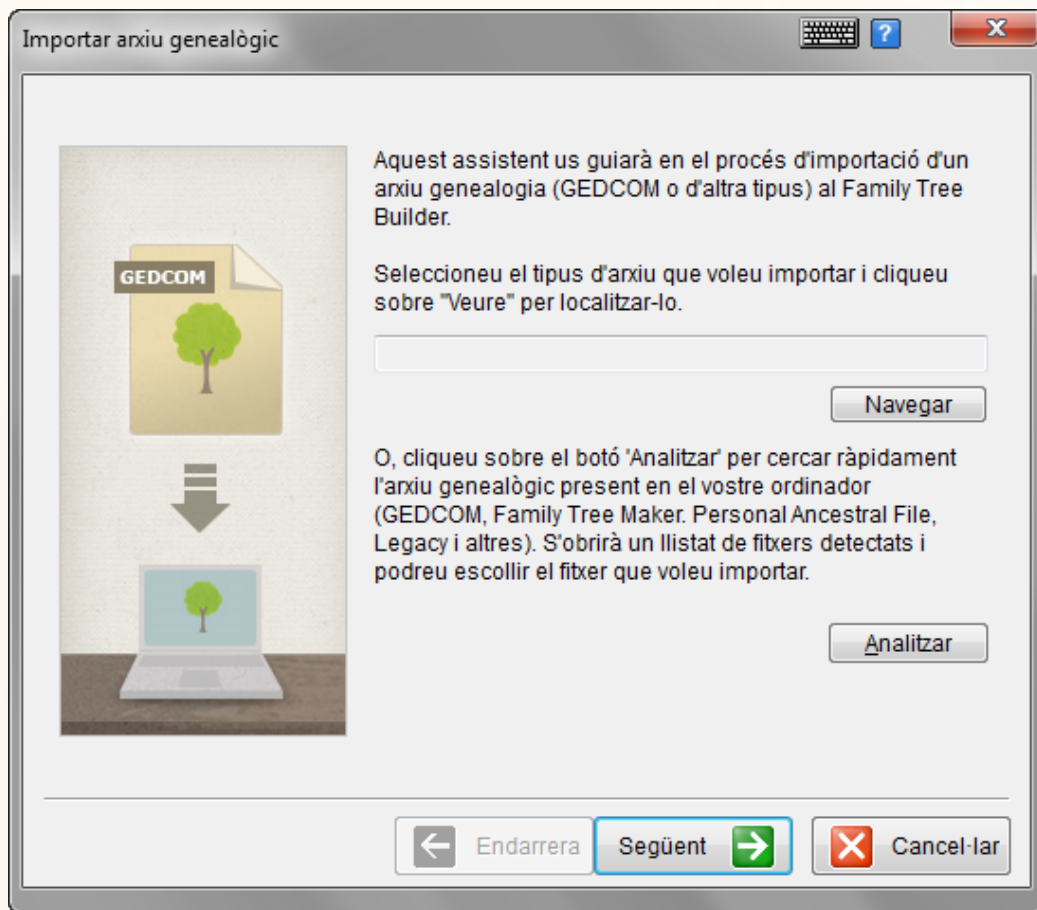 Importar arxiu genealògic
?
X
GEDCOM
Aquest assistent us guiarà en el procés d'importació d'un
arxiu genealogia (GEDCOM o d'altra tipus) al Family Tree
Builder.
Seleccioneu el tipus d'arxiu que voleu importar i cliqueu
sobre "Veure" per localitzar-lo.
Navegar
O, cliqueu sobre el botó 'Analitzar' per cercar ràpidament
l'arxiu genealògic present en el vostre ordinador
(GEDCOM, Family Tree Maker. Personal Ancestral File,
Legacy i altres). S'obrirà un llistat de fitxers detectats i
podreu escollir el fitxer que voleu importar.
Analitzar
Endarrera
Següent
Cancel·lar